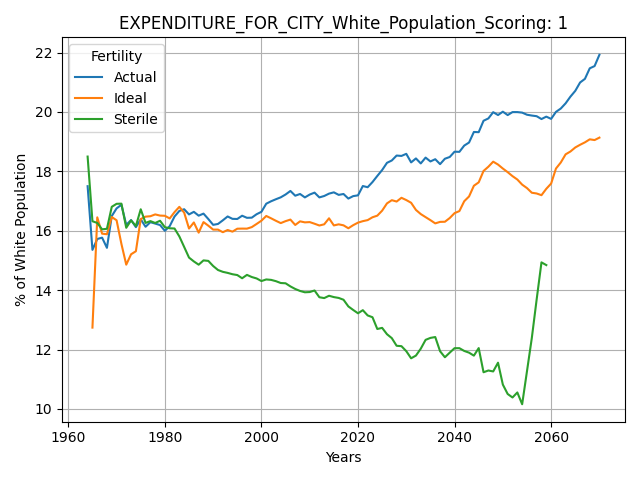 EXPENDITURE_FOR_CITY_White_Population_Scoring: 1
% of White Population
22
20
18
16
14
12
10
Fertility
Actual
Ideal
Sterile
1960 1980 2000 2020 2040 2060
Years